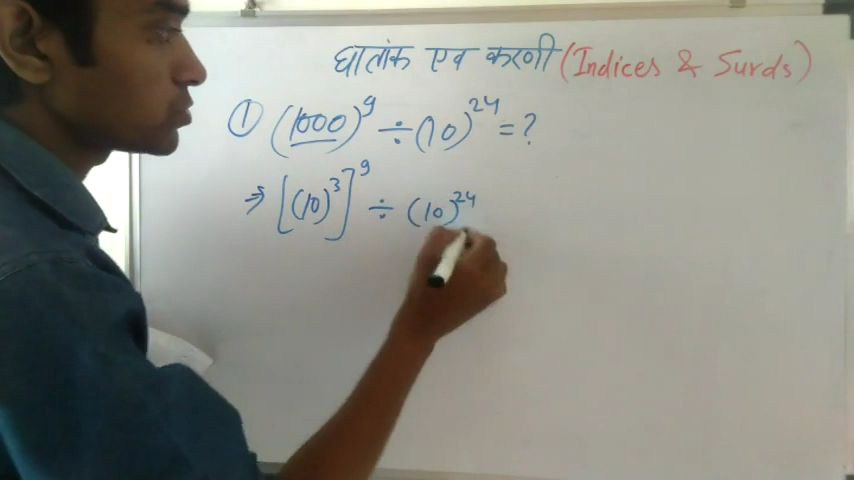 घातांक एव करणी (Indices & Surds)
① (1000)^9 ÷ (10)^24 = ?
⇒ [(10)^3]^9 ÷ (10)^24